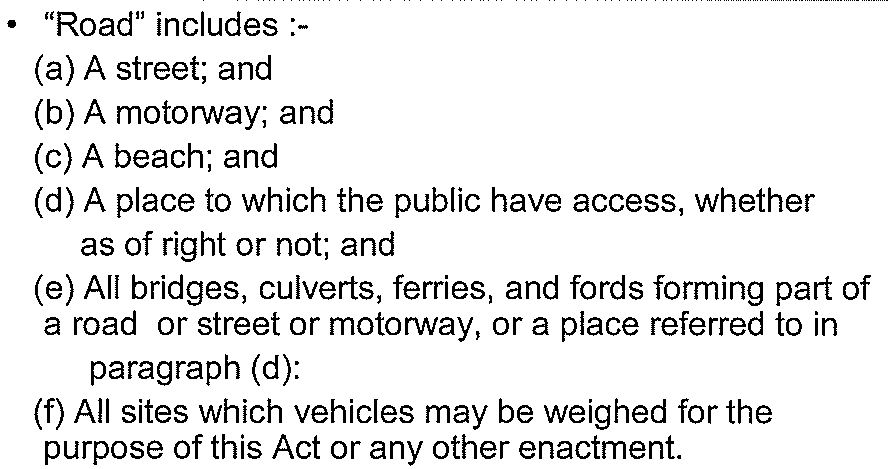 • “Road” includes :-
(a) A street; and
(b) A motorway; and
(c) A beach; and
(d) A place to which the public have access, whether
as of right or not; and
(e) All bridges, culverts, ferries, and fords forming part of
a road or street or motorway, or a place referred to in
paragraph (d):
(f) All sites which vehicles may be weighed for the
purpose of this Act or any other enactment.